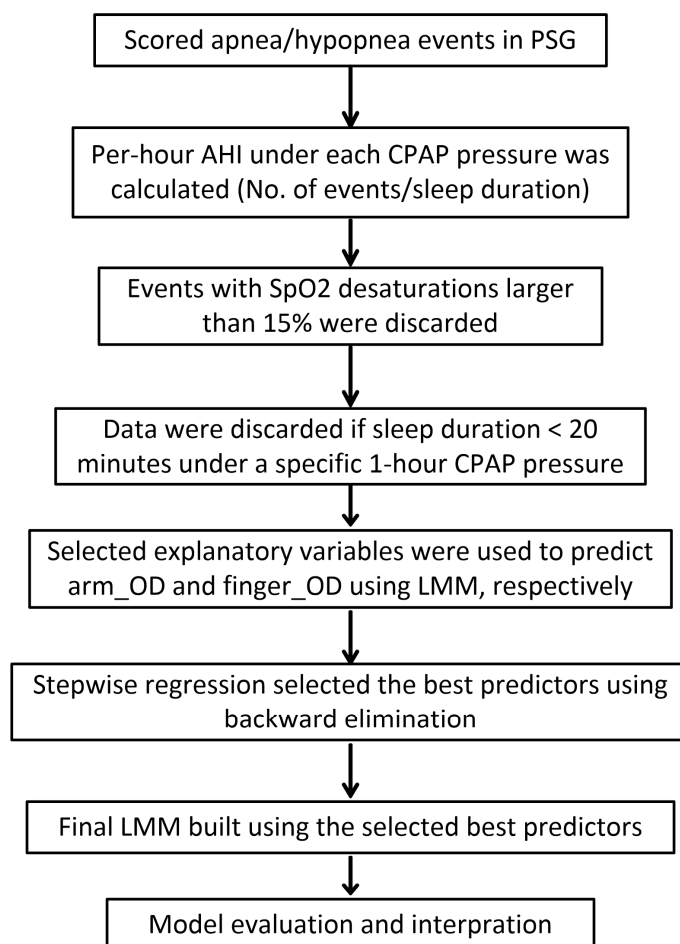 Scored apnea/hypopnea events in PSG
Per-hour AHI under each CPAP pressure was
calculated (No. of events/sleep duration)
Events with SpO2 desaturations larger
than 15% were discarded
Data were discarded if sleep duration < 20
minutes under a specific 1-hour CPAP pressure
Selected explanatory variables were used to predict
arm_OD and finger_OD using LMM, respectively
Stepwise regression selected the best predictors using
backward elimination
Final LMM built using the selected best predictors
Model evaluation and interpration